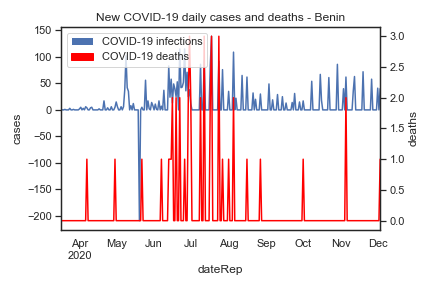 New COVID-19 daily cases and deaths - Benin
COVID-19 infections
COVID-19 deaths
150
100
50
0
−50
−100
−150
−200
cases
3.0
2.5
2.0
1.5
1.0
0.5
0.0
deaths
Apr May Jun Jul Aug Sep Oct Nov Dec
2020
dateRep